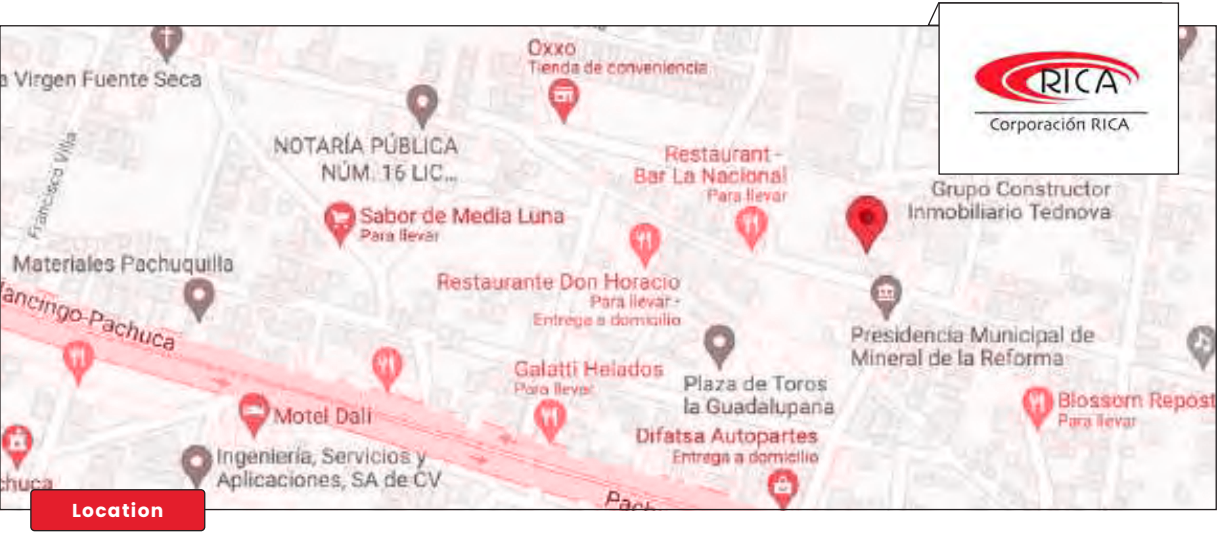 Oxxo
Tienda de conveniencia
RICA
Corporación RICA
a Virgen Fuente Seca
NOTARÍA PÚBLICA
NÚM. 16 LIC...
Restaurant -
Bar La Nacional
Para llevar
Grupo Constructor
Inmobiliario Tednova
Francisco Villa
Sabor de Media Luna
Para llevar
Materiales Pachuquilla
Restaurante Don Horacio
Para llevar -
Entrega a domicilio
ancingo-Pachuca
Presidencia Municipal de
Mineral de la Reforma
Galatti Helados
Para llevar
Plaza de Toros
la Guadalupana
Blossom Repost
Para llevar
Motel Dalí
Difatsa Autopartes
Entrega a domicilio
Ingeniería, Servicios y
Aplicaciones, SA de CV
chuca
Pach
Location